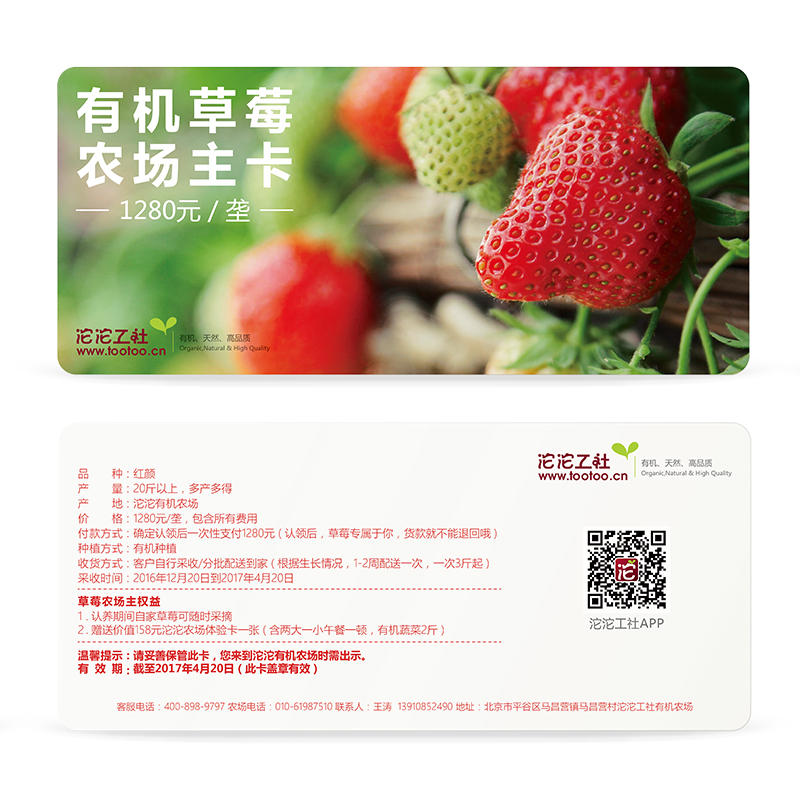 有机草莓
农场主卡
1280元 / 垄
沱沱工社
www.tootoo.cn
有机、天然、高品质
Organic,Natural & High Quality
沱沱工社
www.tootoo.cn
有机、天然、高品质
Organic,Natural & High Quality
品 种：红颜
产 量：20斤以上，多产多得
产 地：沱沱有机农场
价 格：1280元/垄，包含所有费用
付款方式：确定认领后一次性支付1280元（认领后，草莓专属于你，货款就不能退回哦）
种植方式：有机种植
收货方式：客户自行采收/分批配送到家（根据生长情况，1-2周配送一次，一次3斤起）
采收时间：2016年12月20日到2017年4月20日
草莓农场主权益
1 . 认养期间自家草莓可随时采摘
2 . 赠送价值158元沱沱农场体验卡一张（含两大一小午餐一顿，有机蔬菜2斤）
温馨提示：请妥善保管此卡，您来到沱沱有机农场时需出示。
有 效 期：截至2017年4月20日（此卡盖章有效）
沱
沱沱工社APP
客服电话：400-898-9797 农场电话：010-61987510 联系人：王涛 13910852490 地址：北京市平谷区马昌营镇马昌营村沱沱工社有机农场